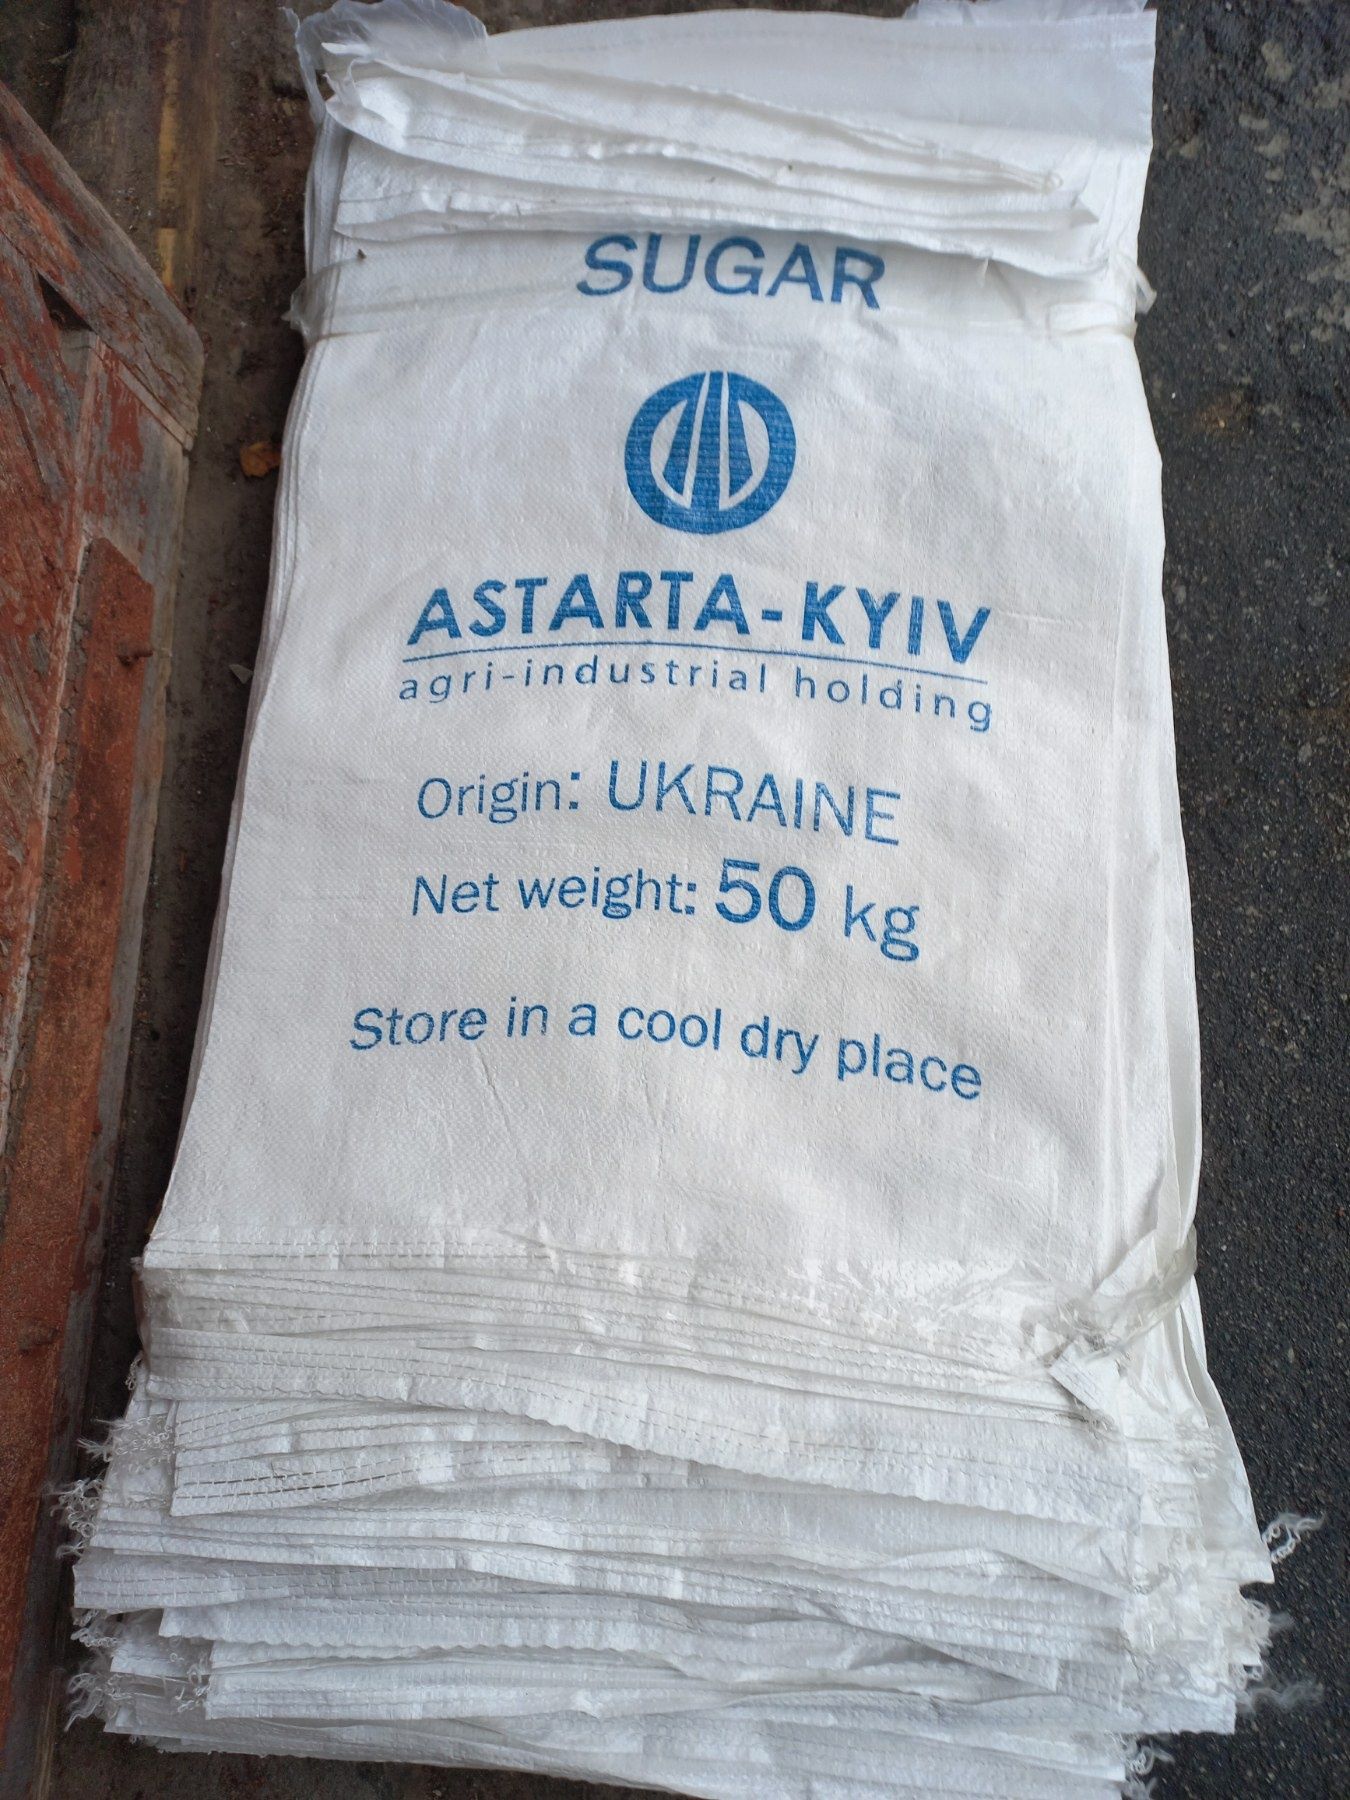 SUGAR
ASTARTA-KYIV
agri-industrial holding
Origin: UKRAINE
Net weight: 50 kg
Store in a cool dry place